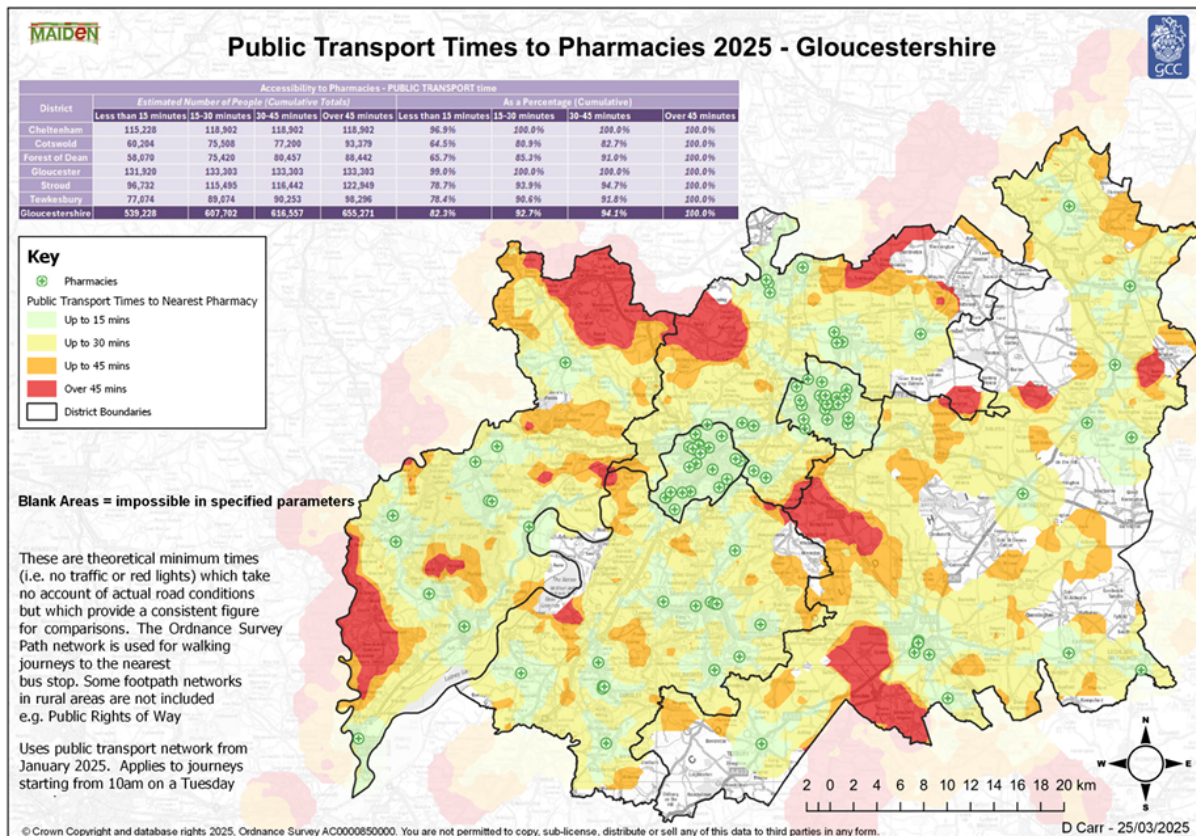 MAIDEN
Public Transport Times to Pharmacies 2025 - Gloucestershire
GCC
Accessibility to Pharmacies - PUBLIC TRANSPORT time
District Estimated Number of People (Cumulative Totals) As a Percentage (Cumulative)
Less than 15 minutes 15-30 minutes 30-45 minutes Over 45 minutes Less than 15 minutes 15-30 minutes 30-45 minutes Over 45 minutes
Cheltenham 115,228 118,902 118,902 118,902 96.9% 100.0% 100.0% 100.0%
Cotswold 60,204 75,508 77,200 93,379 64.5% 80.9% 82.7% 100.0%
Forest of Dean 58,070 75,420 80,457 88,442 65.7% 85.3% 91.0% 100.0%
Gloucester 131,920 133,303 133,303 133,303 99.0% 100.0% 100.0% 100.0%
Stroud 96,732 115,495 116,442 122,949 78.7% 93.9% 94.7% 100.0%
Tewkesbury 77,074 89,074 90,253 98,296 78.4% 90.6% 91.8% 100.0%
Gloucestershire 539,228 607,702 616,557 655,271 82.3% 92.7% 94.1% 100.0%
Key
Pharmacies
Public Transport Times to Nearest Pharmacy
Up to 15 mins
Up to 30 mins
Up to 45 mins
Over 45 mins
District Boundaries
Blank Areas = impossible in specified parameters
These are theoretical minimum times
(i.e. no traffic or red lights) which take
no account of actual road conditions
but which provide a consistent figure
for comparisons. The Ordnance Survey
Path network is used for walking
journeys to the nearest
bus stop. Some footpath networks
in rural areas are not included
e.g. Public Rights of Way
Uses public transport network from
January 2025. Applies to journeys
starting from 10am on a Tuesday
N
W E
S
2 0 2 4 6 8 10 12 14 16 18 20 km
© Crown Copyright and database rights 2025. Ordnance Survey AC0000850000. You are not permitted to copy, sub-license, distribute or sell any of this data to third parties in any form.
D Carr - 25/03/2025